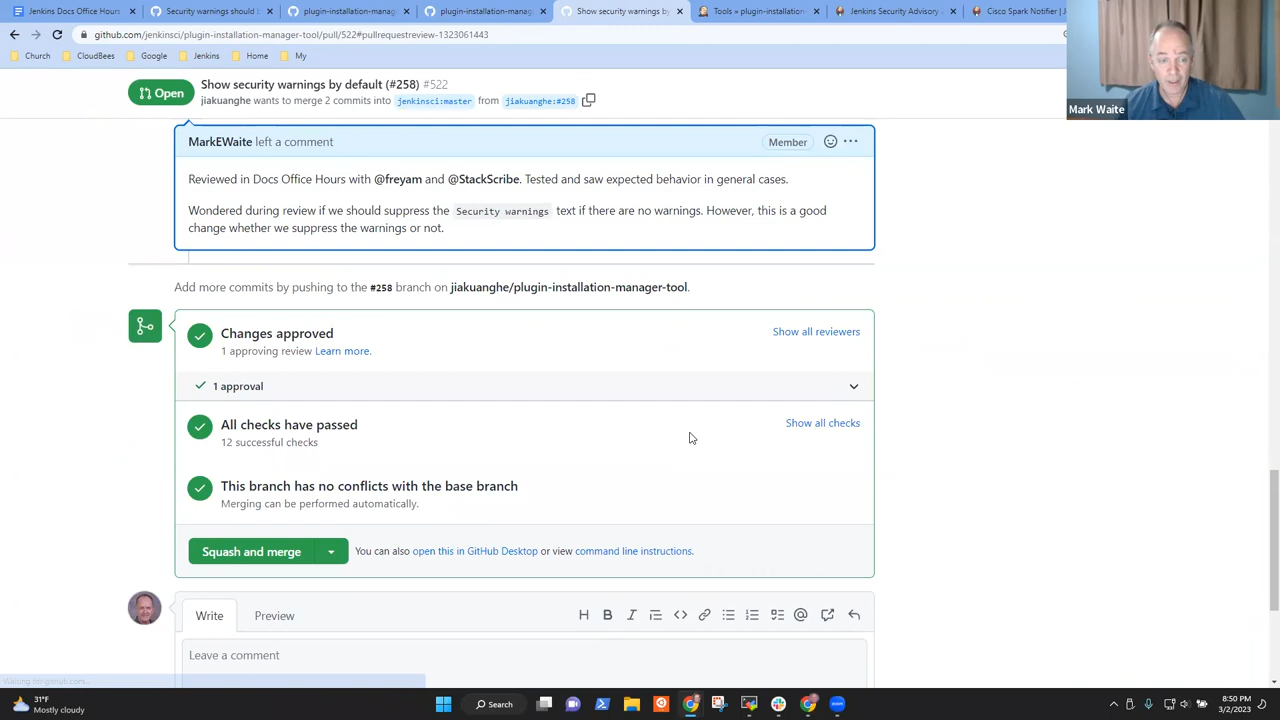 Jenkins Docs Office Hours
Security warnings should l
plugin-installation-manage
plugin-installation-manage
Show security warnings by
Tools » plugin-installation-
Jenkins Security Advisory
Cisco Spark Notifier | J
github.com/jenkinsci/plugin-installation-manager-tool/pull/522#pullrequestreview-1323061443
Church
CloudBees
Google
Jenkins
Home
My
Mark Waite
Open
Show security warnings by default (#258) #522
jiakuanghe wants to merge 2 commits into jenkinsci:master from jiakuanghe:#258
MarkEWaite left a comment
Member
Reviewed in Docs Office Hours with @freyam and @StackScribe. Tested and saw expected behavior in general cases.
Wondered during review if we should suppress the Security warnings text if there are no warnings. However, this is a good
change whether we suppress the warnings or not.
Add more commits by pushing to the #258 branch on jiakuanghe/plugin-installation-manager-tool.
Changes approved
Show all reviewers
1 approving review Learn more.
1 approval
All checks have passed
Show all checks
12 successful checks
This branch has no conflicts with the base branch
Merging can be performed automatically.
Squash and merge
You can also open this in GitHub Desktop or view command line instructions.
Write
Preview
Leave a comment
31°F
Mostly cloudy
Search
8:50 PM
3/2/2023